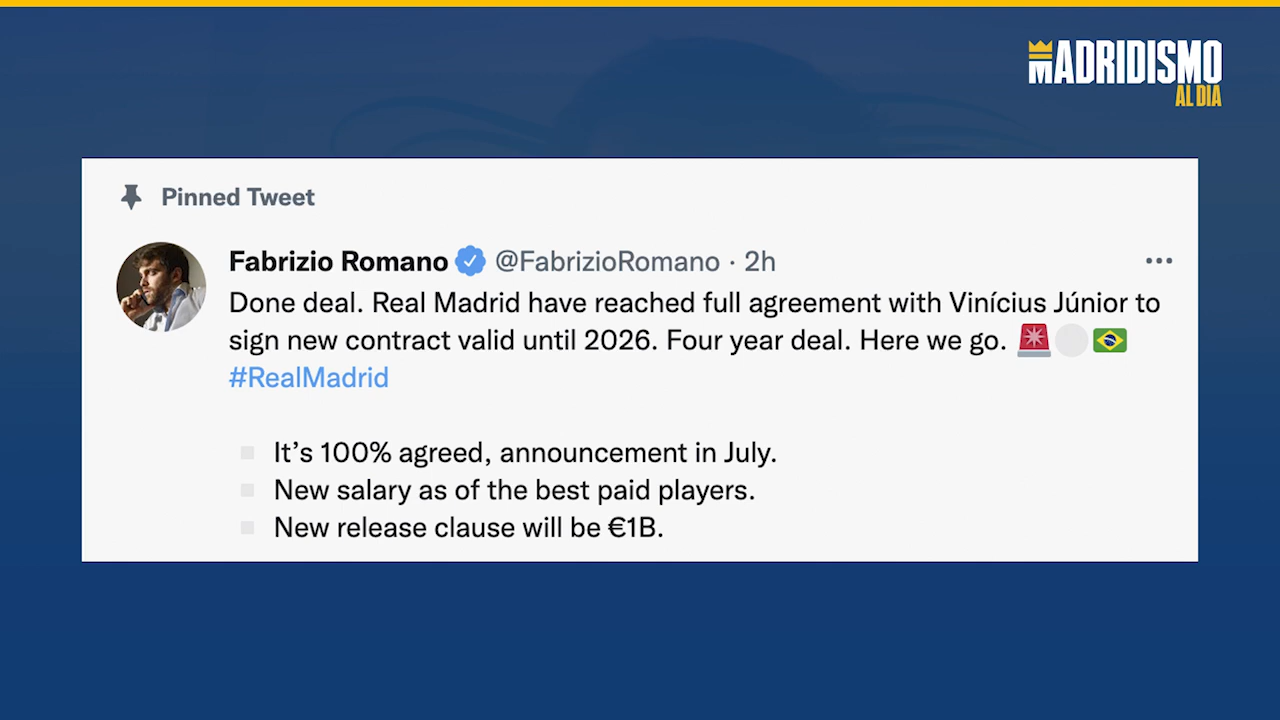 MADRIDISMO
AL DIA
Pinned Tweet
Fabrizio Romano @FabrizioRomano · 2h
Done deal. Real Madrid have reached full agreement with Vinícius Júnior to
sign new contract valid until 2026. Four year deal. Here we go. 🚨⚪🇧🇷
#RealMadrid
▫️ It’s 100% agreed, announcement in July.
▫️ New salary as of the best paid players.
▫️ New release clause will be €1B.